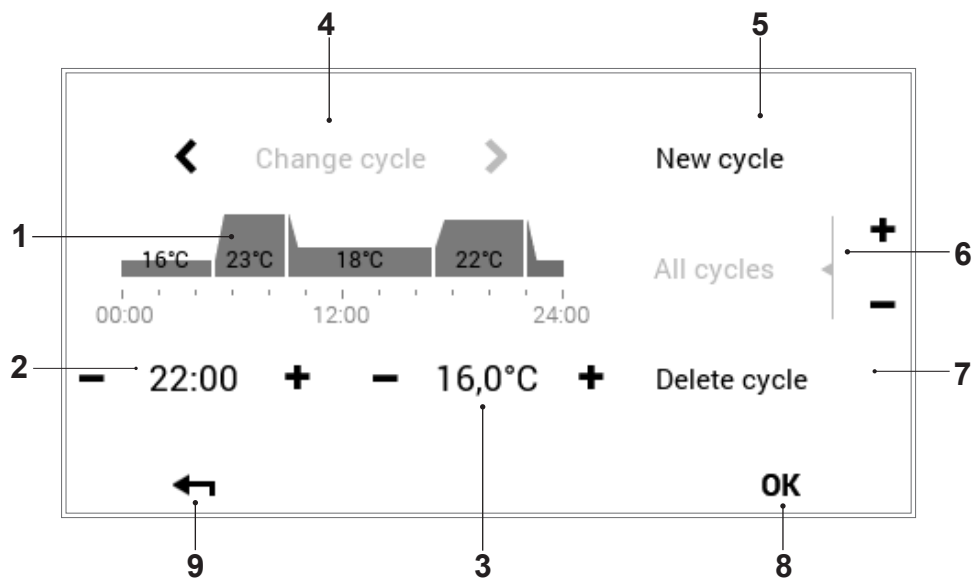 4
5
Change cycle
New cycle
1
16°C 23°C 18°C 22°C
All cycles
+
6
−
00:00 12:00 24:00
2
− 22:00 + − 16,0°C +
Delete cycle
7
OK
9
3
8